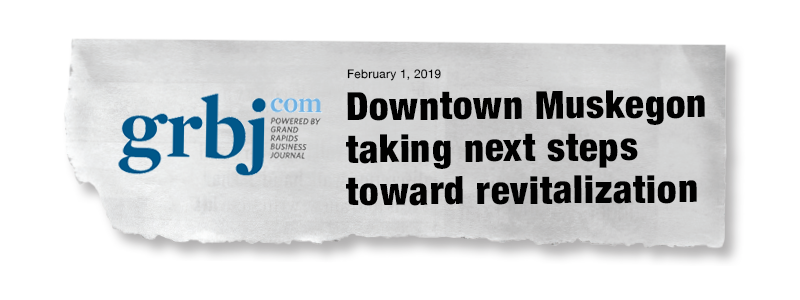 grbj
com
POWERED BY
GRAND
RAPIDS
BUSINESS
JOURNAL
February 1, 2019
Downtown Muskegon
taking next steps
toward revitalization